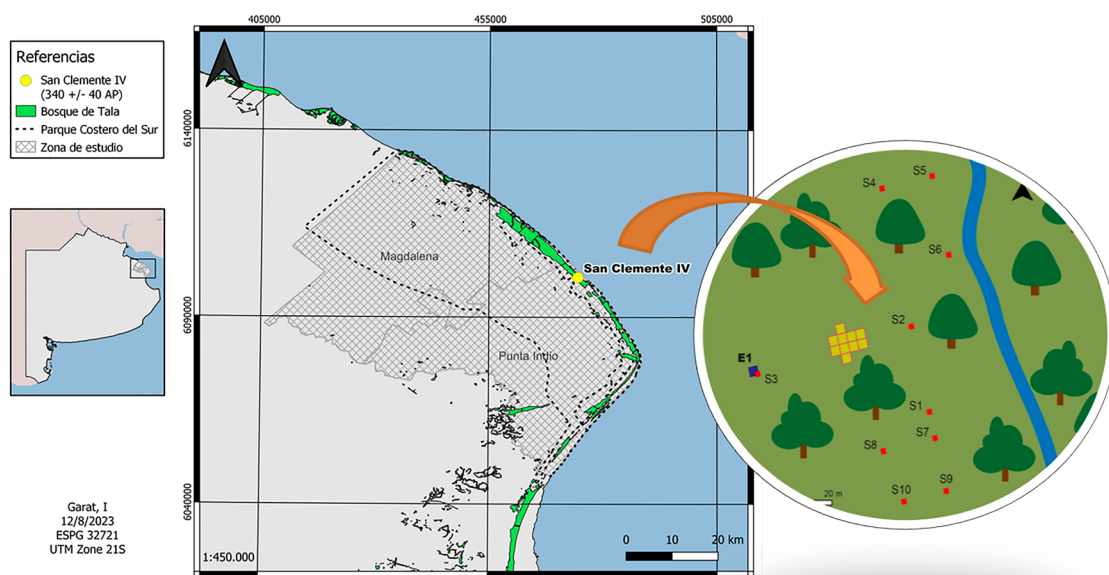 405000
455000
505000
Referencias
San Clemente IV
(340 +/- 40 AP)
Bosque de Tala
Parque Costero del Sur
Zona de estudio
6140000
6090000
6040000
Magdalena
San Clemente IV
Punta Indio
S4
S5
S6
S2
E1
S3
S1
S7
S8
S9
S10
20 m
Garat, I
12/8/2023
ESPG 32721
UTM Zone 21S
1:450.000
0
10
20 km
405000
455000
505000